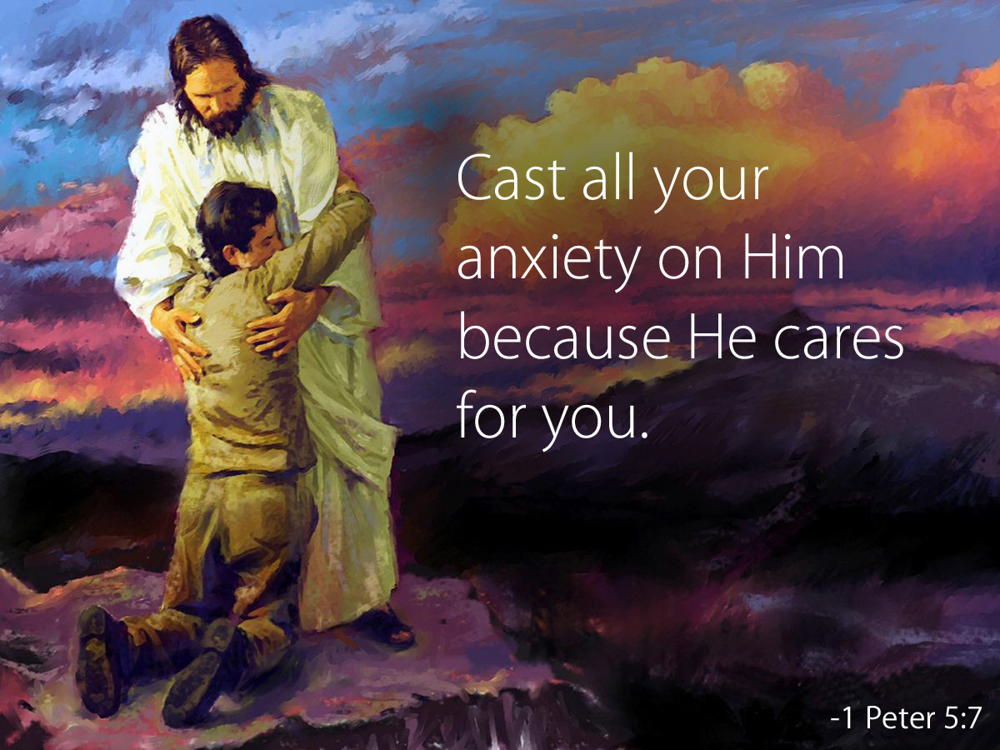 Cast all your
anxiety on Him
because He cares
for you.
-1 Peter 5:7